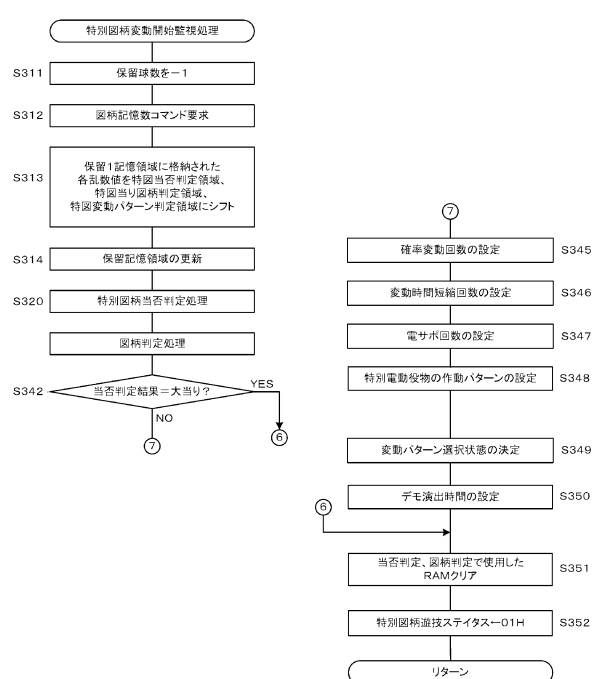 特別図柄変動開始監視処理
S311
保留球数を－1
S312
図柄記憶数コマンド要求
S313
保留1記憶領域に格納された
各乱数値を特図当否判定領域、
特図当り図柄判定領域、
特図変動パターン判定領域にシフト
S314
保留記憶領域の更新
S320
特別図柄当否判定処理
図柄判定処理
S342
当否判定結果＝大当り？
YES
NO
⑥
⑦
⑦
確率変動回数の設定
S345
変動時間短縮回数の設定
S346
電サポ回数の設定
S347
特別電動役物の作動パターンの設定
S348
変動パターン選択状態の決定
S349
デモ演出時間の設定
S350
⑥
当否判定、図柄判定で使用した
RAMクリア
S351
特別図柄遊技ステイタス←01H
S352
リターン